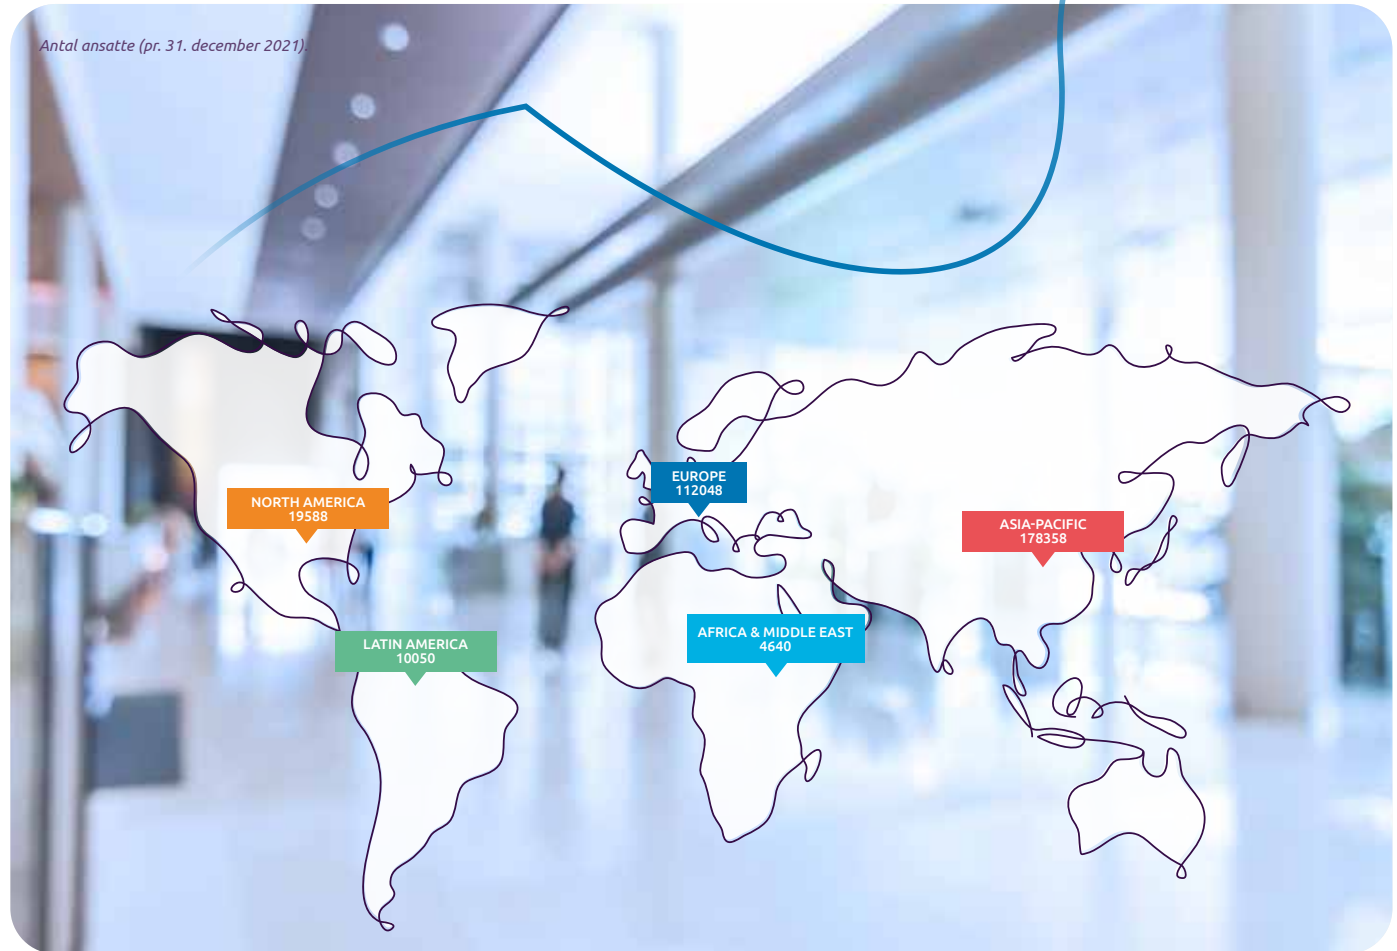 Antal ansatte (pr. 31. december 2021).
EUROPE
112048
NORTH AMERICA
19588
ASIA-PACIFIC
178358
AFRICA & MIDDLE EAST
4640
LATIN AMERICA
10050